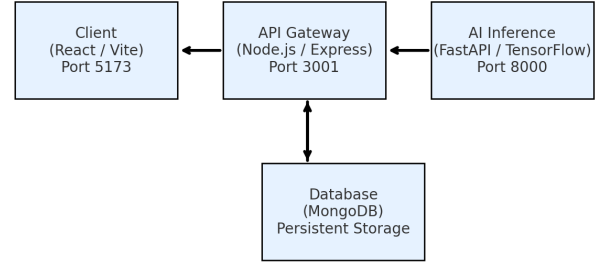 Client
(React / Vite)
Port 5173
API Gateway
(Node.js / Express)
Port 3001
AI Inference
(FastAPI / TensorFlow)
Port 8000
Database
(MongoDB)
Persistent Storage